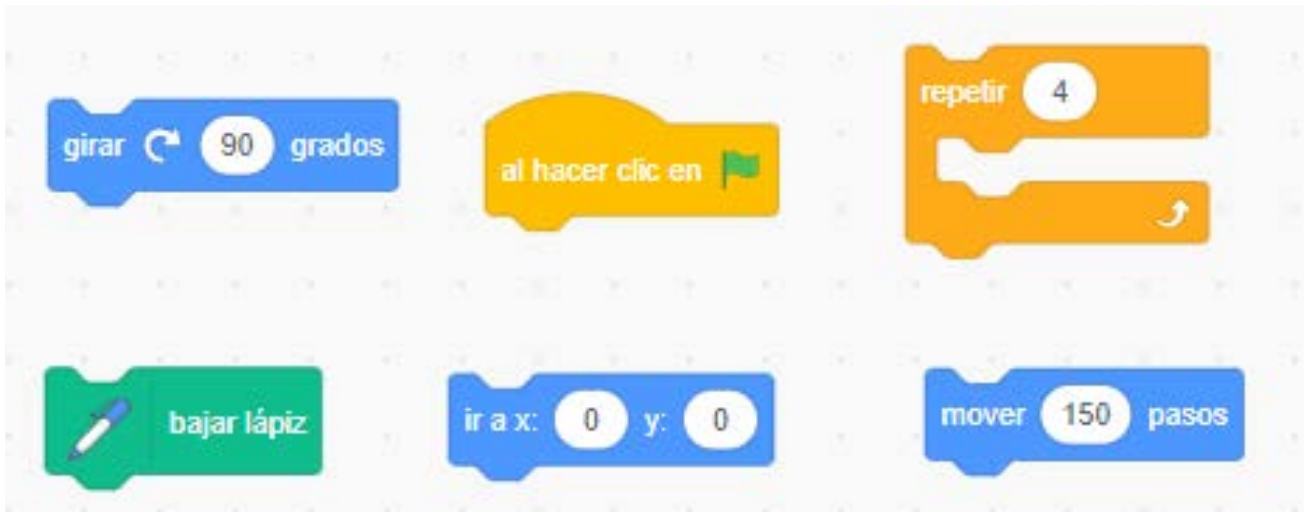 girar 90 grados
al hacer clic en
repetir 4
bajar lápiz
ir a x: 0 y: 0
mover 150 pasos